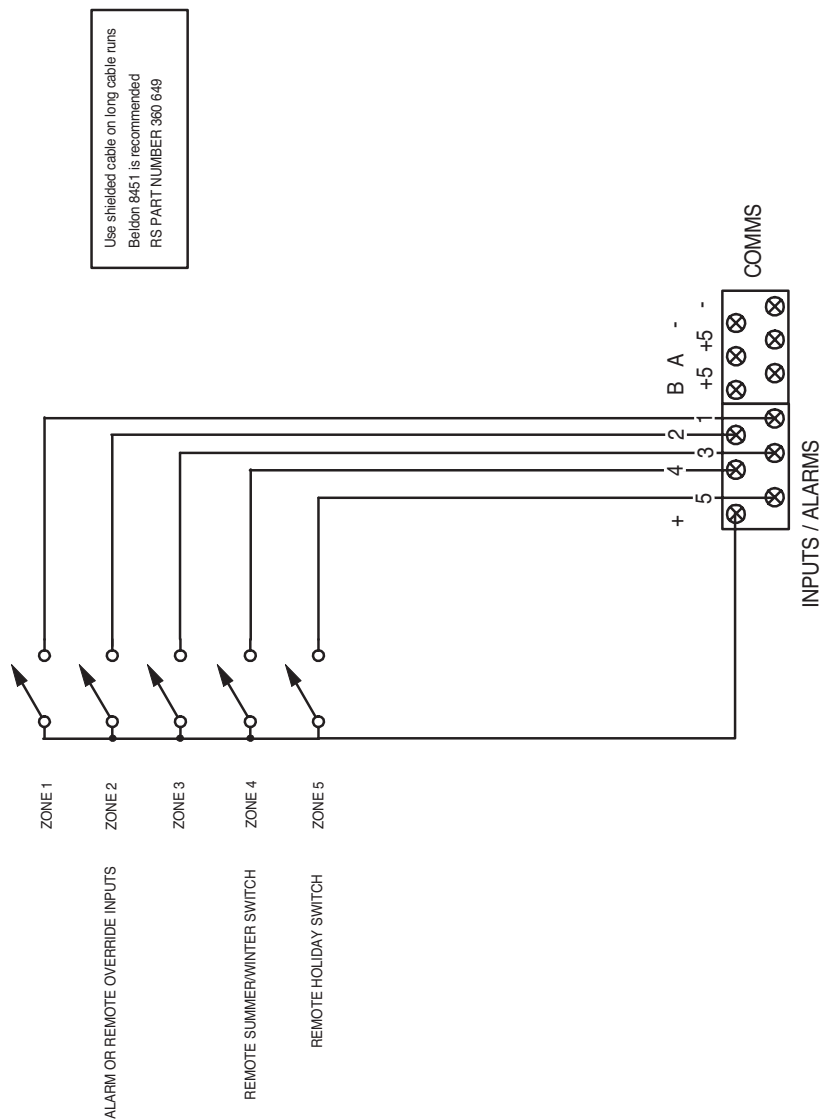 Use shielded cable on long cable runs
Beldon 8451 is recommended
RS PART NUMBER 360 649
ZONE 1
ZONE 2
ZONE 3
ZONE 4
ZONE 5
ALARM OR REMOTE OVERRIDE INPUTS
REMOTE SUMMER/WINTER SWITCH
REMOTE HOLIDAY SWITCH
+ 4 2 B A -
5 3 1 +5 +5 -
INPUTS / ALARMS
COMMS